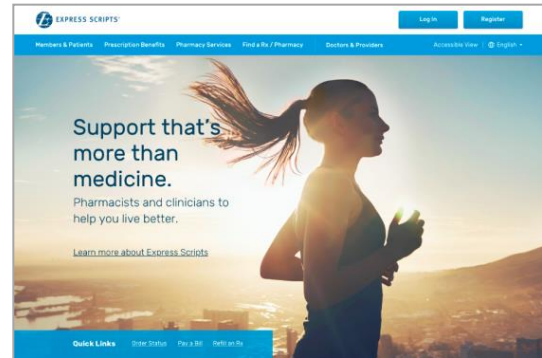 EXPRESS SCRIPTS®
Log In
Register
Members & Patients
Prescription Benefits
Pharmacy Services
Find a Rx / Pharmacy
Doctors & Providers
Accessible View
English
Support that's
more than
medicine.
Pharmacists and clinicians to
help you live better.
Learn more about Express Scripts
Quick Links
Order Status
Pay a Bill
Refill an Rx